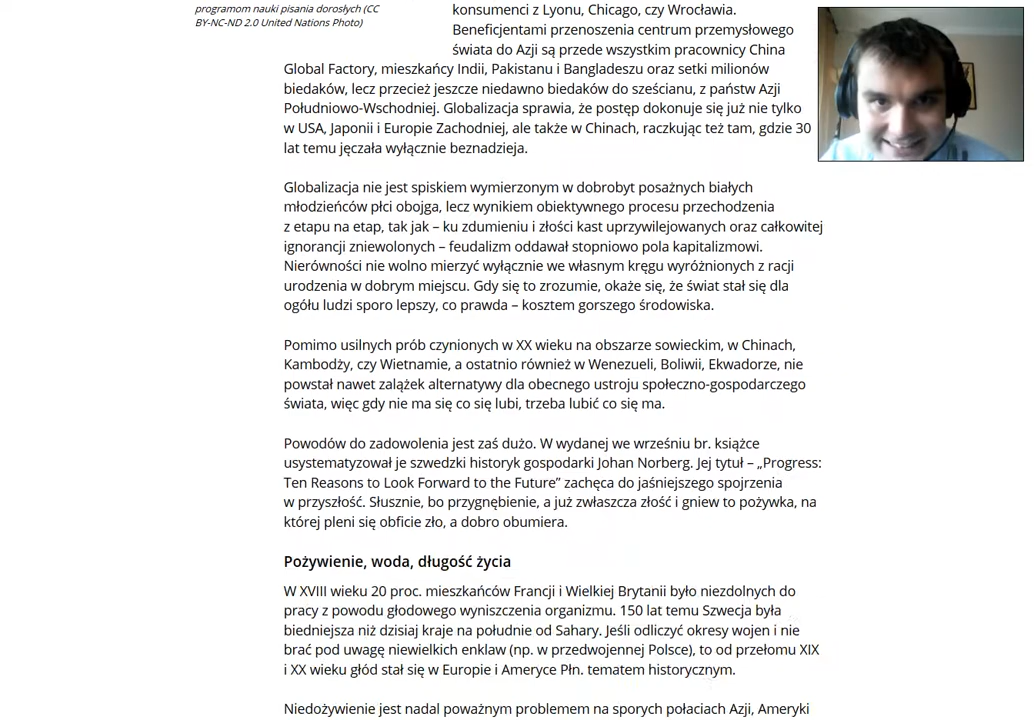 programom nauki pisania dorosłych (CC
BY-NC-ND 2.0 United Nations Photo)
konsumenci z Lyonu, Chicago, czy Wrocławia.
Beneficjentami przenoszenia centrum przemysłowego
świata do Azji są przede wszystkim pracownicy China
Global Factory, mieszkańcy Indii, Pakistanu i Bangladeszu oraz setki milionów
biedaków, lecz przecież jeszcze niedawno biedaków do sześcianu, z państw Azji
Południowo-Wschodniej. Globalizacja sprawia, że postęp dokonuje się już nie tylko
w USA, Japonii i Europie Zachodniej, ale także w Chinach, raczkując też tam, gdzie 30
lat temu jęczała wyłącznie beznadzieja.
Globalizacja nie jest spiskiem wymierzonym w dobrobyt posażnych białych
młodzieńców płci obojga, lecz wynikiem obiektywnego procesu przechodzenia
z etapu na etap, tak jak – ku zdumieniu i złości kast uprzywilejowanych oraz całkowitej
ignorancji zniewolonych – feudalizm oddawał stopniowo pola kapitalizmowi.
Nierówności nie wolno mierzyć wyłącznie we własnym kręgu wyróżnionych z racji
urodzenia w dobrym miejscu. Gdy się to zrozumie, okaże się, że świat stał się dla
ogółu ludzi sporo lepszy, co prawda – kosztem gorszego środowiska.
Pomimo usilnych prób czynionych w XX wieku na obszarze sowieckim, w Chinach,
Kambodży, czy Wietnamie, a ostatnio również w Wenezueli, Boliwii, Ekwadorze, nie
powstał nawet zalążek alternatywy dla obecnego ustroju społeczno-gospodarczego
świata, więc gdy nie ma się co się lubi, trzeba lubić co się ma.
Powodów do zadowolenia jest zaś dużo. W wydanej we wrześniu br. książce
usystematyzował je szwedzki historyk gospodarki Johan Norberg. Jej tytuł – „Progress:
Ten Reasons to Look Forward to the Future” zachęca do jaśniejszego spojrzenia
w przyszłość. Słusznie, bo przygnębienie, a już zwłaszcza złość i gniew to pożywka, na
której pleni się obficie zło, a dobro obumiera.
Pożywienie, woda, długość życia
W XVIII wieku 20 proc. mieszkańców Francji i Wielkiej Brytanii było niezdolnych do
pracy z powodu głodowego wyniszczenia organizmu. 150 lat temu Szwecja była
biedniejsza niż dzisiaj kraje na południe od Sahary. Jeśli odliczyć okresy wojen i nie
brać pod uwagę niewielkich enklaw (np. w przedwojennej Polsce), to od przełomu XIX
i XX wieku głód stał się w Europie i Ameryce Płn. tematem historycznym.
Niedożywienie jest nadal poważnym problemem na sporych połaciach Azji, Ameryki